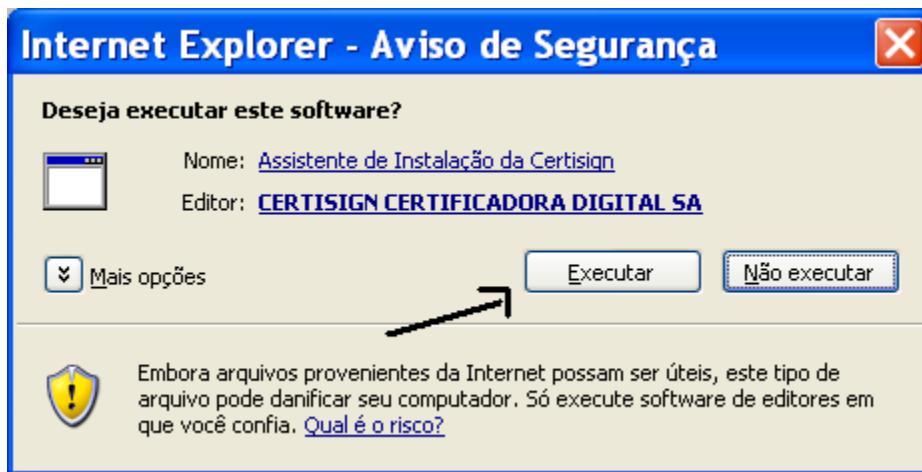 Internet Explorer - Aviso de Segurança
Deseja executar este software?
Nome: Assistente de Instalação da Certisign
Editor: CERTISIGN CERTIFICADORA DIGITAL SA
Mais opções
Executar
Não executar
Embora arquivos provenientes da Internet possam ser úteis, este tipo de
arquivo pode danificar seu computador. Só execute software de editores em
que você confia. Qual é o risco?